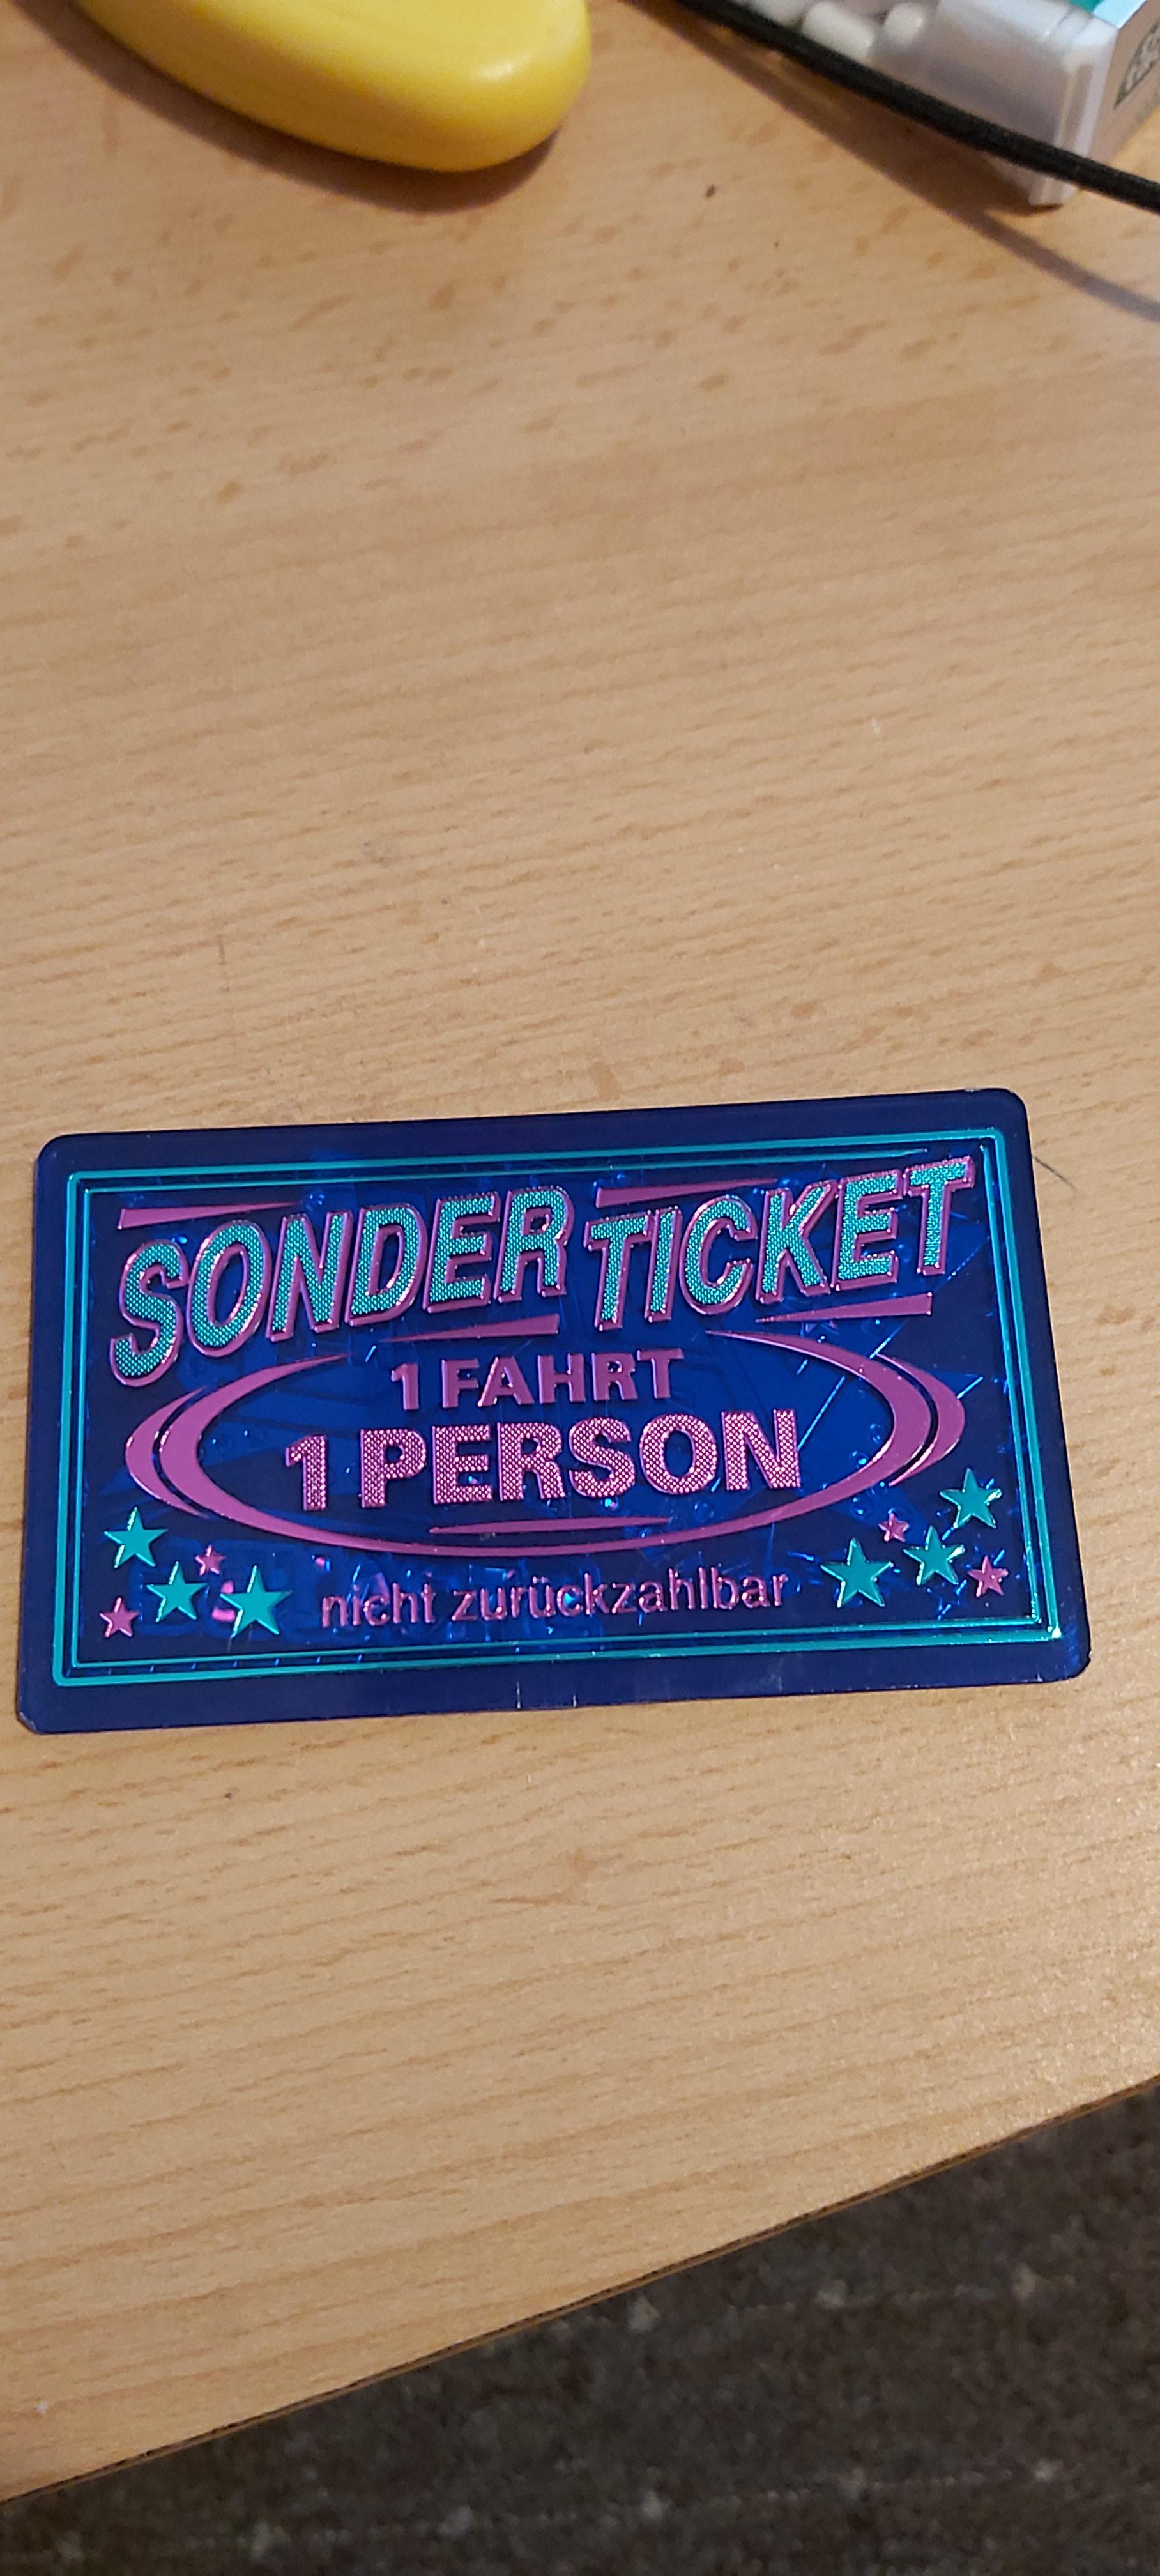 SONDER TICKET
1 FAHRT
1 PERSON
nicht zurückzahlbar